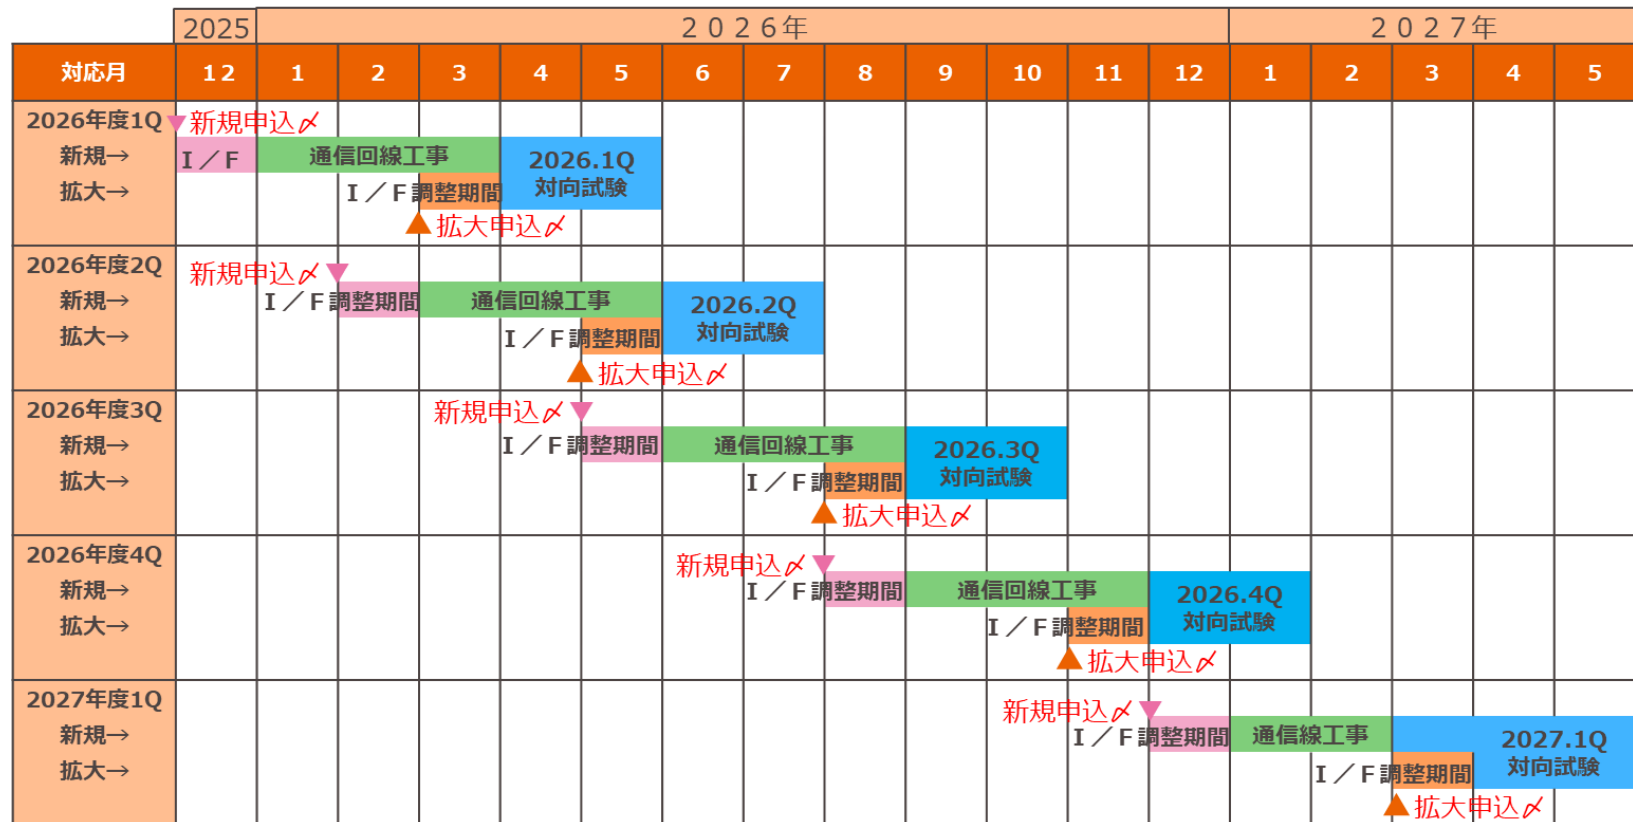 2025 ２０２６年 ２０２７年
対応月 12 1 2 3 4 5 6 7 8 9 10 11 12 1 2 3 4 5
2026年度1Q
新規→
拡大→
新規申込〆
Ｉ／Ｆ 通信回線工事
2026.1Q
対向試験
Ｉ／Ｆ調整期間
拡大申込〆
2026年度2Q
新規→
拡大→
新規申込〆
Ｉ／Ｆ調整期間 通信回線工事
2026.2Q
対向試験
Ｉ／Ｆ調整期間
拡大申込〆
2026年度3Q
新規→
拡大→
新規申込〆
Ｉ／Ｆ調整期間 通信回線工事
2026.3Q
対向試験
Ｉ／Ｆ調整期間
拡大申込〆
2026年度4Q
新規→
拡大→
新規申込〆
Ｉ／Ｆ調整期間 通信回線工事
2026.4Q
対向試験
Ｉ／Ｆ調整期間
拡大申込〆
2027年度1Q
新規→
拡大→
新規申込〆
Ｉ／Ｆ調整期間 通信線工事
2027.1Q
対向試験
Ｉ／Ｆ調整期間
拡大申込〆